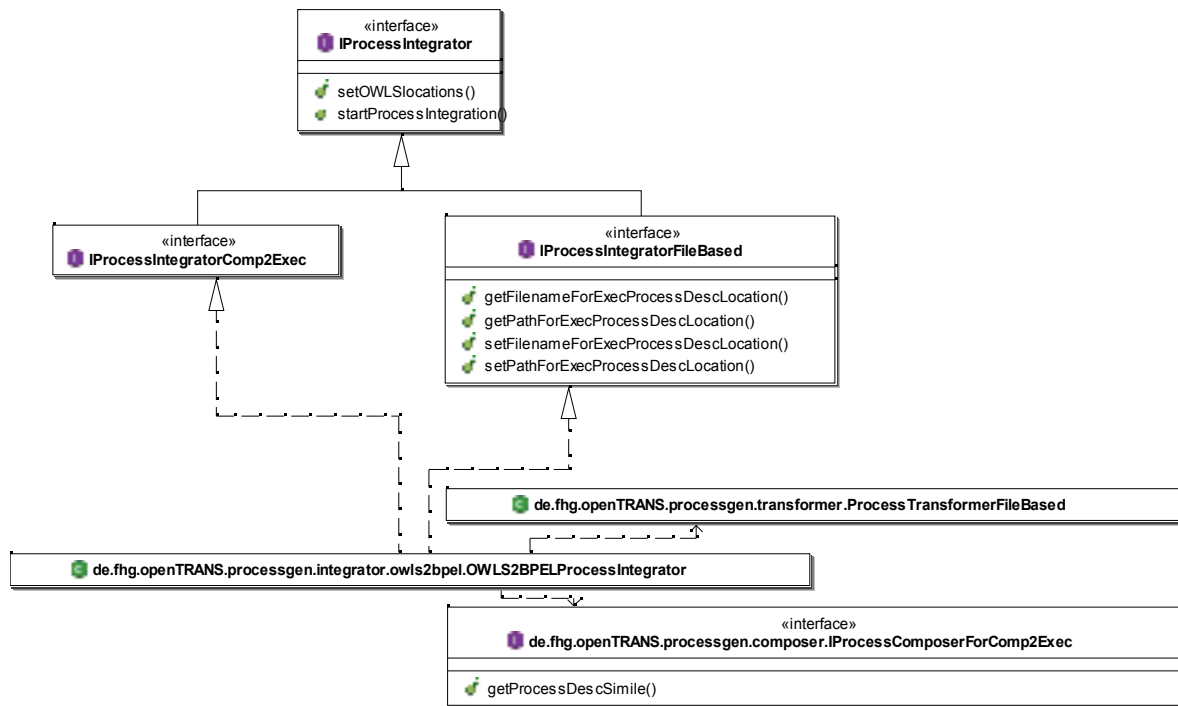 «interface»
IProcessIntegrator
setOWLSlocations()
startProcessIntegration()
«interface»
IProcessIntegratorComp2Exec
«interface»
IProcessIntegratorFileBased
getFilenameForExecProcessDescLocation()
getPathForExecProcessDescLocation()
setFilenameForExecProcessDescLocation()
setPathForExecProcessDescLocation()
de.fhg.openTRANS.processgen.transformer.ProcessTransformerFileBased
de.fhg.openTRANS.processgen.integrator.owls2bpel.OWLS2BPELProcessIntegrator
«interface»
de.fhg.openTRANS.processgen.composer.IProcessComposerForComp2Exec
getProcessDescSimile()